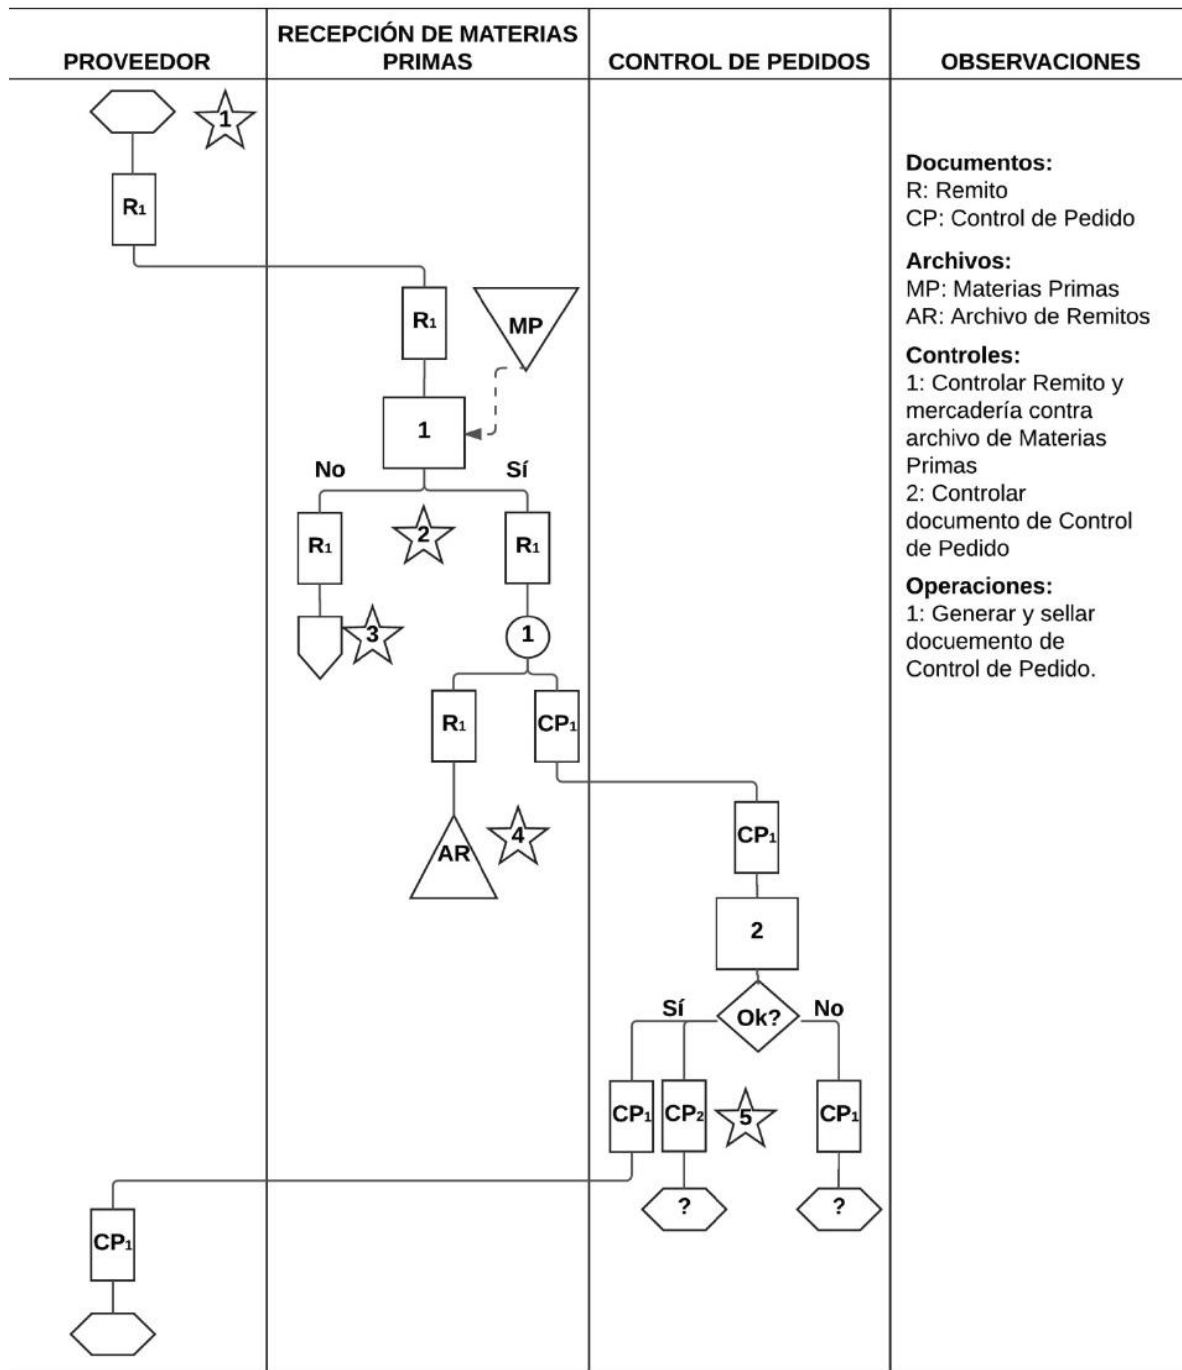 PROVEEDOR
RECEPCIÓN DE MATERIAS
PRIMAS
CONTROL DE PEDIDOS
OBSERVACIONES
1
R1
R1
MP
1
No
Sí
R1
2
R1
3
1
R1
CP1
AR
4
CP1
2
Ok?
Sí
No
CP1
CP2
5
CP1
?
?
CP1
Documentos:
R: Remito
CP: Control de Pedido
Archivos:
MP: Materias Primas
AR: Archivo de Remitos
Controles:
1: Controlar Remito y
mercadería contra
archivo de Materias
Primas
2: Controlar
documento de Control
de Pedido
Operaciones:
1: Generar y sellar
docuemento de
Control de Pedido.